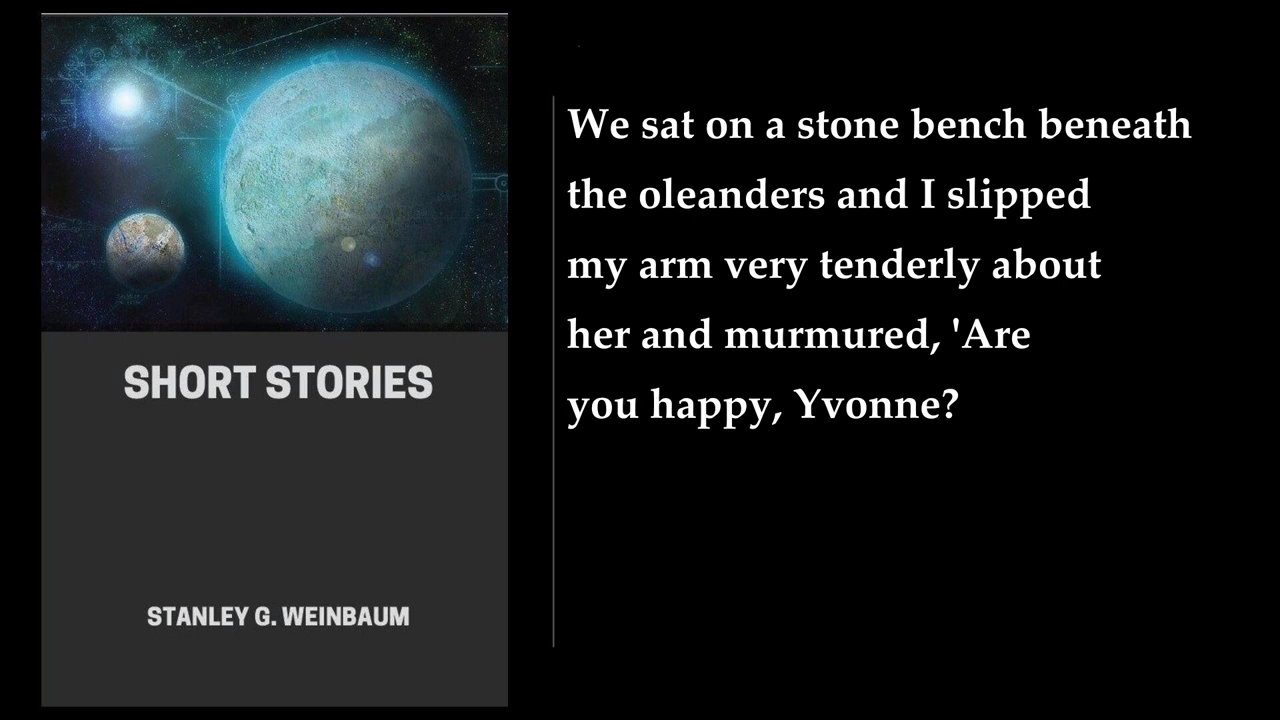 SHORT STORIES
STANLEY G. WEINBAUM
We sat on a stone bench beneath
the oleanders and I slipped
my arm very tenderly about
her and murmured, 'Are
you happy, Yvonne?